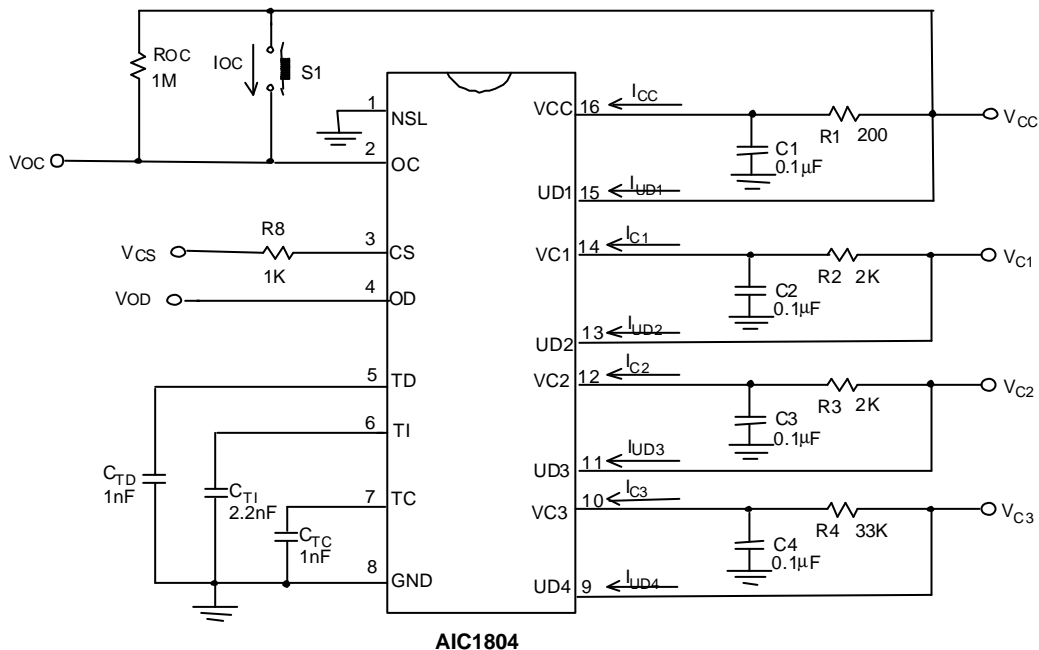 ROC
1M
IOC
S1
VOC
1
NSL
2
OC
R8
VCS
1K
3
CS
VOD
4
OD
5
TD
6
TI
7
TC
8
GND
CTD
1nF
CTI
2.2nF
CTC
1nF
VCC
16
ICC
R1
200
VCC
C1
0.1µF
UD1
15
IUD1
VC1
14
IC1
R2
2K
VC1
C2
0.1µF
UD2
13
IUD2
VC2
12
IC2
R3
2K
VC2
C3
0.1µF
UD3
11
IUD3
VC3
10
IC3
R4
33K
VC3
C4
0.1µF
UD4
9
IUD4
AIC1804